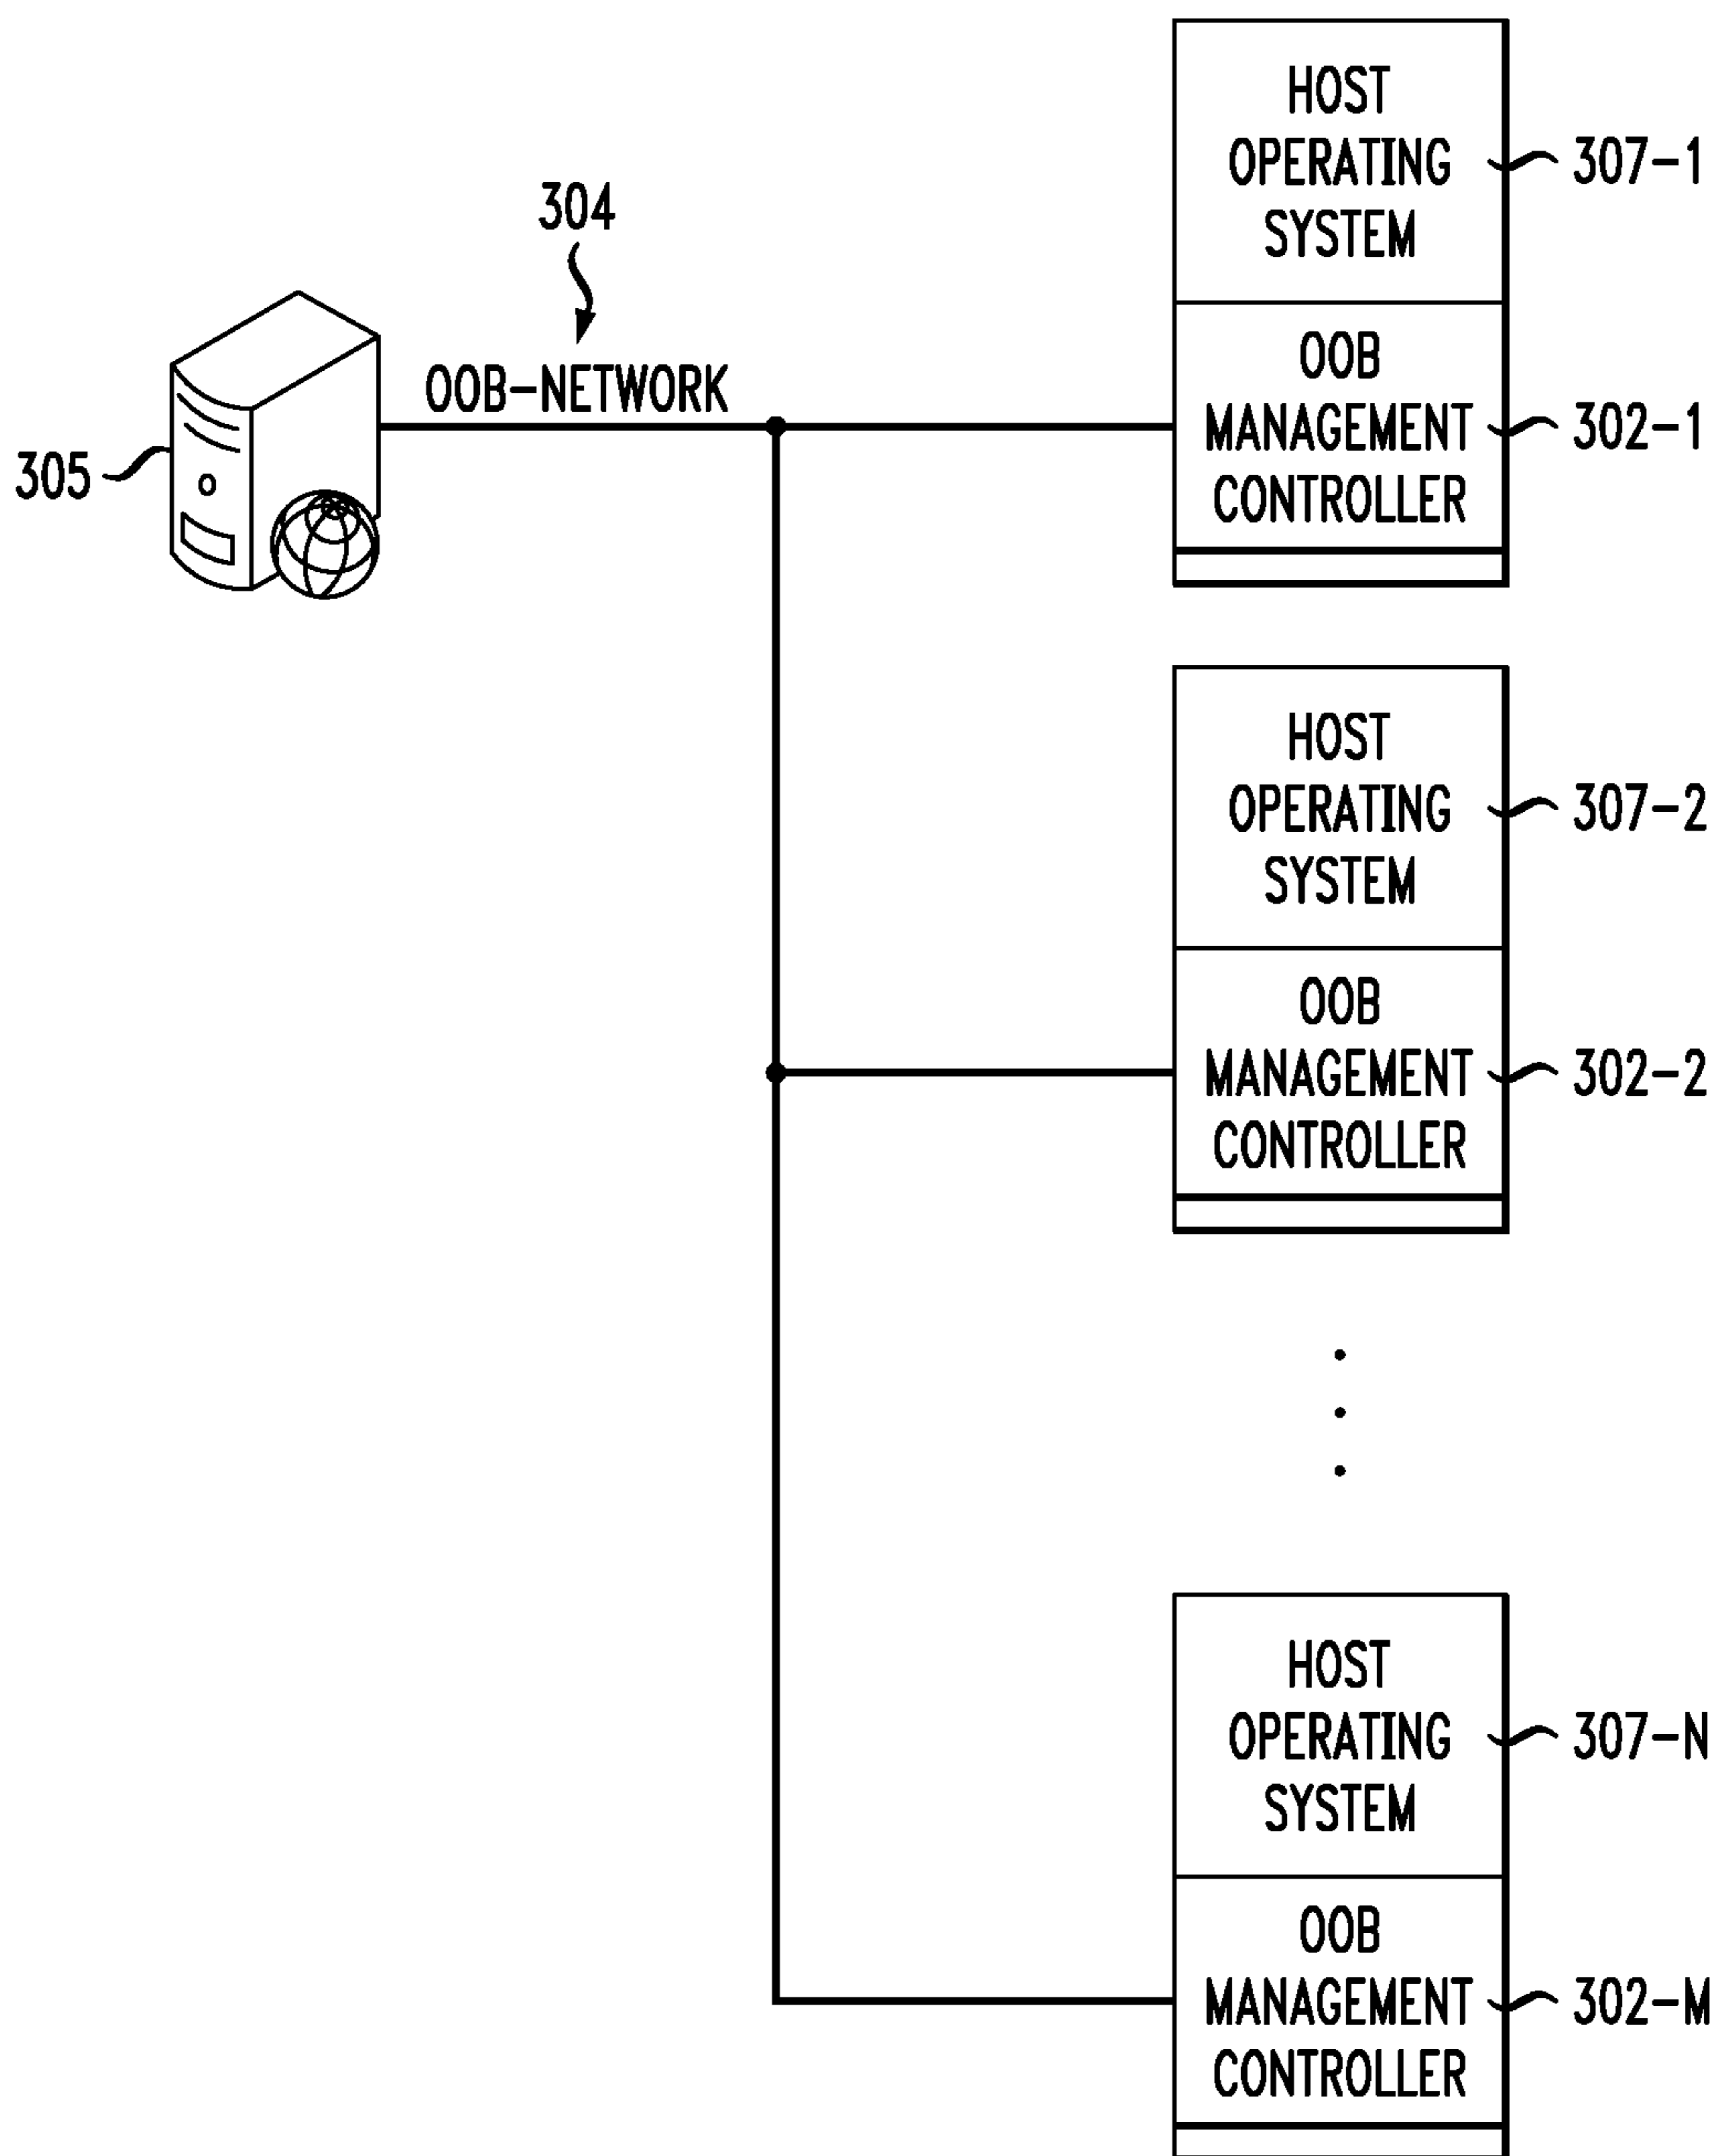 HOST
OPERATING
SYSTEM
307-1
304
OOB-NETWORK
305
OOB
MANAGEMENT
CONTROLLER
302-1
HOST
OPERATING
SYSTEM
307-2
OOB
MANAGEMENT
CONTROLLER
302-2
HOST
OPERATING
SYSTEM
307-N
OOB
MANAGEMENT
CONTROLLER
302-M